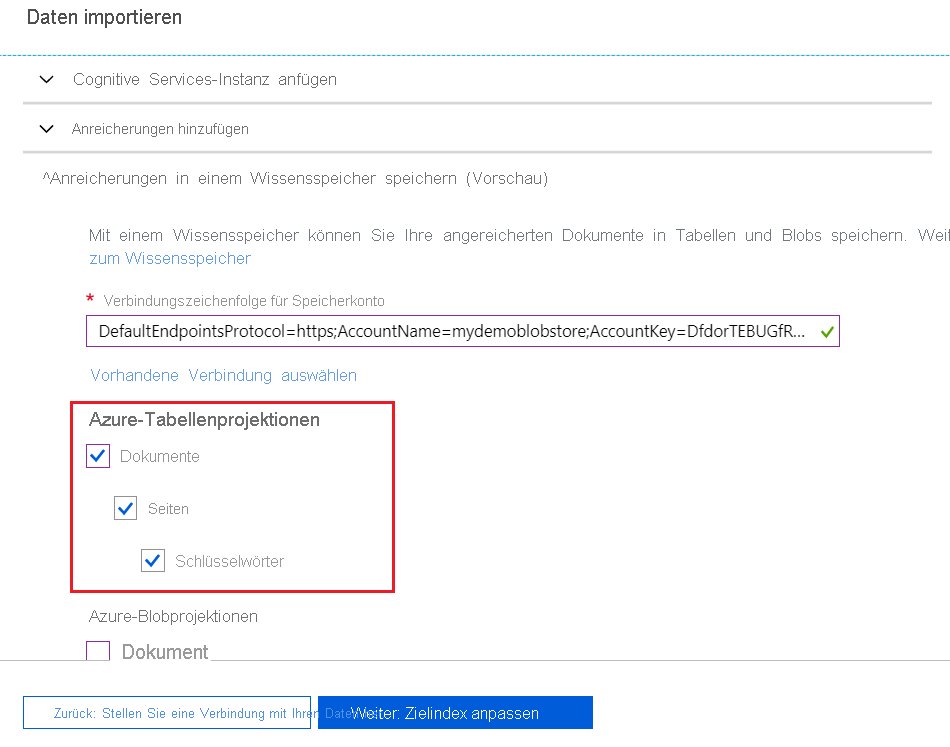 Daten importieren
Cognitive Services-Instanz anfügen
Anreicherungen hinzufügen
^Anreicherungen in einem Wissensspeicher speichern (Vorschau)
Mit einem Wissensspeicher können Sie Ihre angereicherten Dokumente in Tabellen und Blobs speichern.
zum Wissensspeicher
* Verbindungszeichenfolge für Speicherkonto
DefaultEndpointsProtocol=https;AccountName=mydemoblobstore;AccountKey=DfdorTEBUGfR...
Vorhandene Verbindung auswählen
Azure-Tabellenprojektionen
Dokumente
Seiten
Schlüsselwörter
Azure-Blobprojektionen
Dokument
Zurück: Stellen Sie eine Verbindung mit Ihren
Weiter: Zielindex anpassen